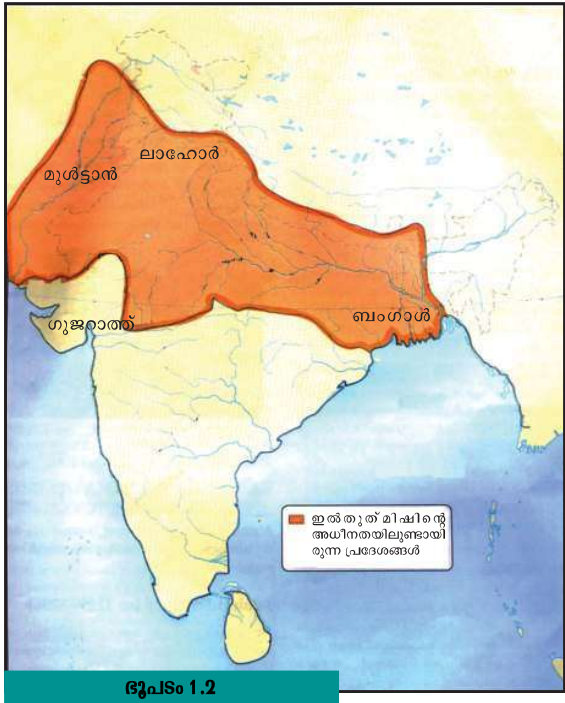 ലാഹോർ
മുൾട്ടാൻ
ഗുജറാത്ത്
ബംഗാൾ
ഇൽതുത് മിഷിന്റെ
അധീനതയിലുണ്ടായി
രുന്ന പ്രദേശങ്ങൾ
ഭൂപടം 1.2